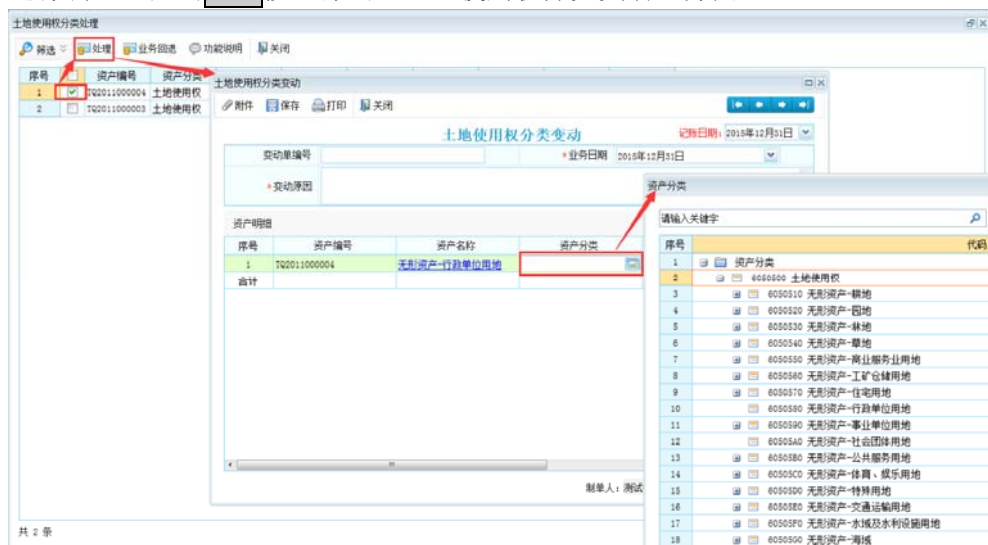 土地使用权分类处理
筛选 处理 业务回退 功能说明 关闭
序号 资产编号 资产分类
1 TQ2011000004 土地使用权
2 TQ2011000003 土地使用权
共 2 条
土地使用权分类变动
附件 保存 打印 关闭
土地使用权分类变动
记账日期: 2015年12月31日
变动单编号 *业务日期 2015年12月31日
*变动原因
资产明细
序号 资产编号 资产名称 资产分类
1 TQ2011000004 无形资产-行政单位用地
合计
制单人: 测试
资产分类
请输入关键字
序号 代码
1 资产分类
2 6050500 土地使用权
3 6050510 无形资产-耕地
4 6050520 无形资产-园地
5 6050530 无形资产-林地
6 6050540 无形资产-草地
7 6050550 无形资产-商业服务业用地
8 6050560 无形资产-工矿仓储用地
9 6050570 无形资产-住宅用地
10 6050580 无形资产-行政单位用地
11 6050590 无形资产-事业单位用地
12 60505A0 无形资产-社会团体用地
13 60505B0 无形资产-公共服务用地
14 60505C0 无形资产-体育、娱乐用地
15 60505D0 无形资产-特殊用地
16 60505E0 无形资产-交通运输用地
17 60505F0 无形资产-水域及水利设施用地
18 60505G0 无形资产-海域